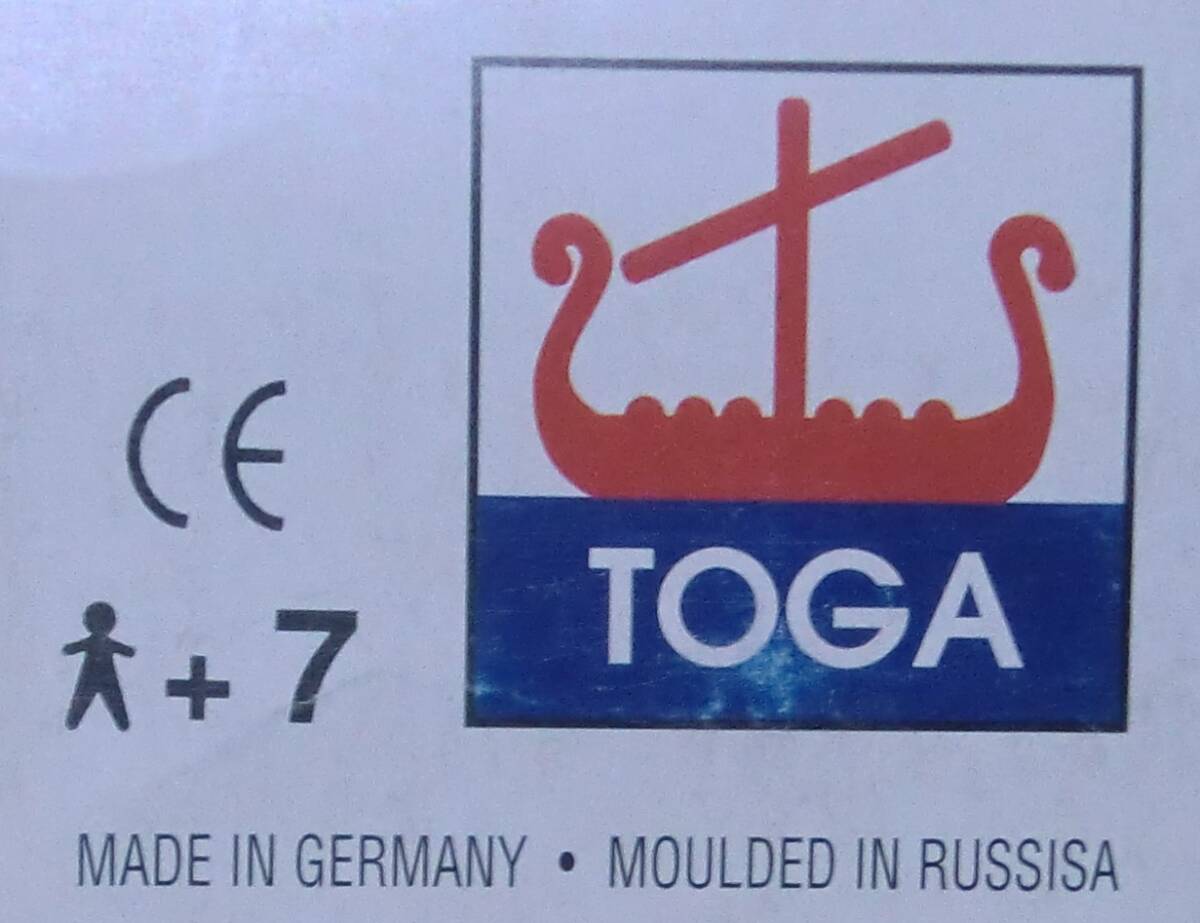 CE
+ 7
TOGA
MADE IN GERMANY • MOULDED IN RUSSISA